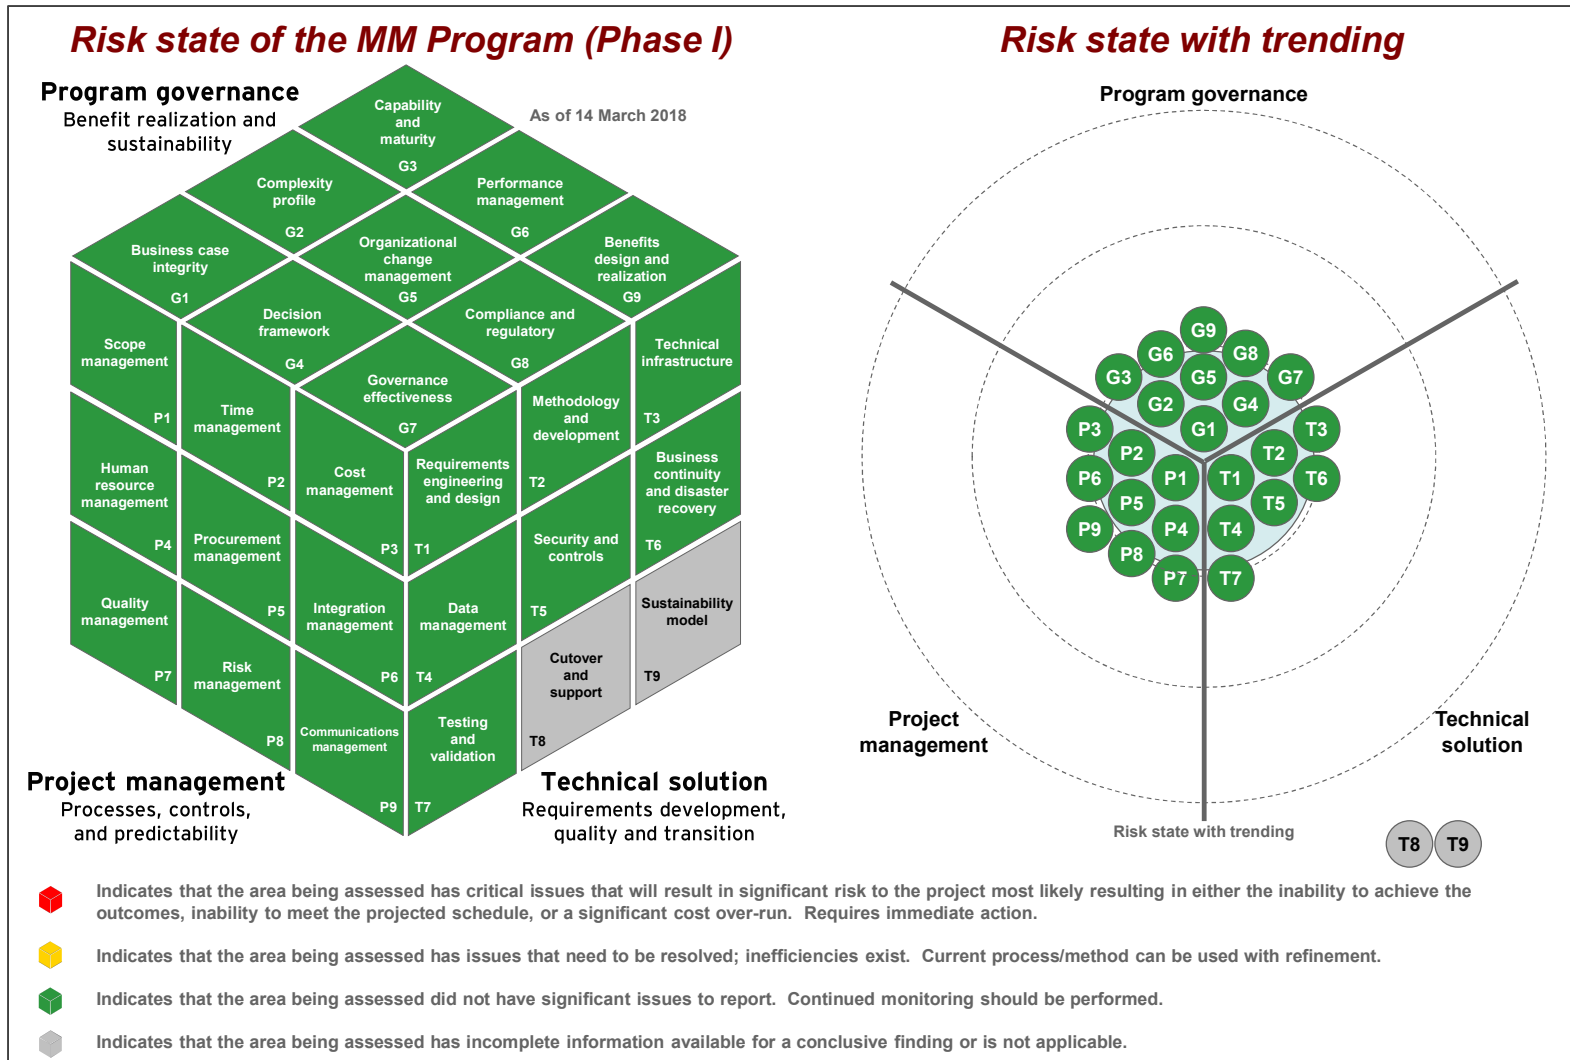 Risk state of the MM Program (Phase I)
Risk state with trending
Program governance
Benefit realization and
sustainability
As of 14 March 2018
Capability
and
maturity
G3
Complexity
profile
G2
Performance
management
G6
Business case
integrity
G1
Organizational
change
management
G5
Benefits
design and
realization
G9
Decision
framework
G4
Compliance and
regulatory
G8
Governance
effectiveness
G7
Scope
management
P1
Time
management
P2
Cost
management
P3
Human
resource
management
P4
Procurement
management
P5
Integration
management
P6
Quality
management
P7
Risk
management
P8
Communications
management
P9
Requirements
engineering
and design
T1
Methodology
and
development
T2
Technical
infrastructure
T3
Data
management
T4
Security and
controls
T5
Business
continuity
and disaster
recovery
T6
Testing
and
validation
T7
Cutover
and
support
T8
Sustainability
model
T9
Project management
Processes, controls,
and predictability
Technical solution
Requirements development,
quality and transition
Program governance
G9
G6
G8
G3
G5
G7
G2
G4
G1
P3
P2
P1
P6
P5
P4
P9
P8
P7
T3
T2
T1
T6
T5
T4
T7
Project
management
Technical
solution
Risk state with trending
T8
T9
Indicates that the area being assessed has critical issues that will result in significant risk to the project most likely resulting in either the inability to achieve the
outcomes, inability to meet the projected schedule, or a significant cost over-run. Requires immediate action.
Indicates that the area being assessed has issues that need to be resolved; inefficiencies exist. Current process/method can be used with refinement.
Indicates that the area being assessed did not have significant issues to report. Continued monitoring should be performed.
Indicates that the area being assessed has incomplete information available for a conclusive finding or is not applicable.